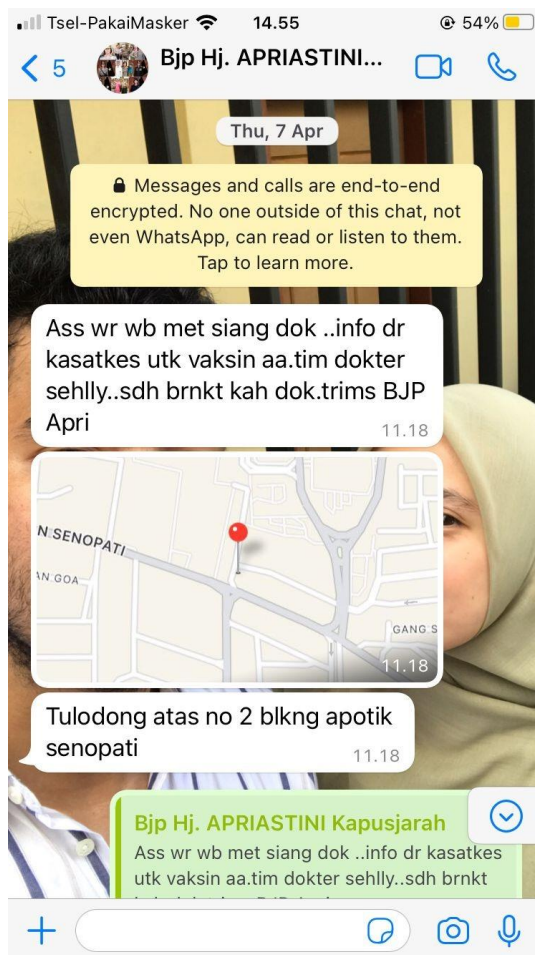 Tsel-PakaiMasker
14.55
54%
5
Bjp Hj. APRIASTINI...
Thu, 7 Apr
Messages and calls are end-to-end
encrypted. No one outside of this chat, not
even WhatsApp, can read or listen to them.
Tap to learn more.
Ass wr wb met siang dok ..info dr
kasatkes utk vaksin aa.tim dokter
sehlly..sdh brnkt kah dok.trims BJP
Apri
11.18
N SENOPATI
AN GOA
GANG S
11.18
Tulodong atas no 2 blkng apotik
senopati
11.18
Bjp Hj. APRIASTINI Kapusjarah
Ass wr wb met siang dok ..info dr kasatkes
utk vaksin aa.tim dokter sehlly..sdh brnkt